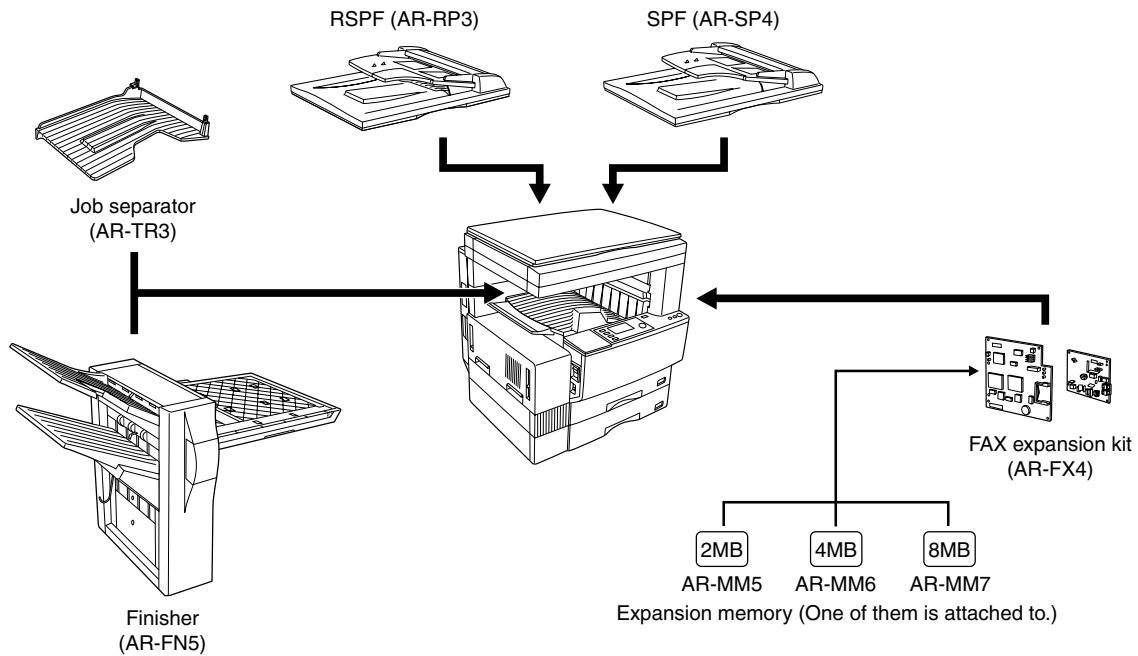 RSPF (AR-RP3)
SPF (AR-SP4)
Job separator
(AR-TR3)
FAX expansion kit
(AR-FX4)
2MB
4MB
8MB
AR-MM5
AR-MM6
AR-MM7
Expansion memory (One of them is attached to.)
Finisher
(AR-FN5)